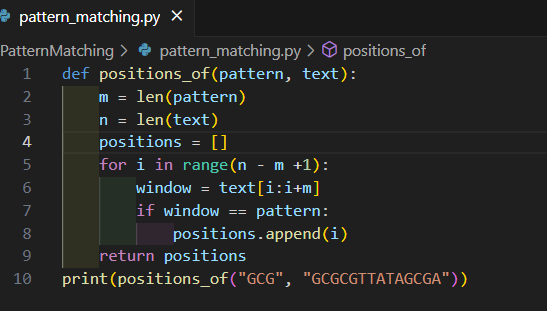 pattern_matching.py ×
PatternMatching > pattern_matching.py > positions_of
1 def positions_of(pattern, text):
2     m = len(pattern)
3     n = len(text)
4     positions = []
5     for i in range(n - m +1):
6         window = text[i:i+m]
7         if window == pattern:
8             positions.append(i)
9     return positions
10 print(positions_of("GCG", "GCGCGTTATAGCGA"))